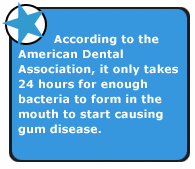 According to the
American Dental
Association, it only takes
24 hours for enough
bacteria to form in the
mouth to start causing
gum disease.